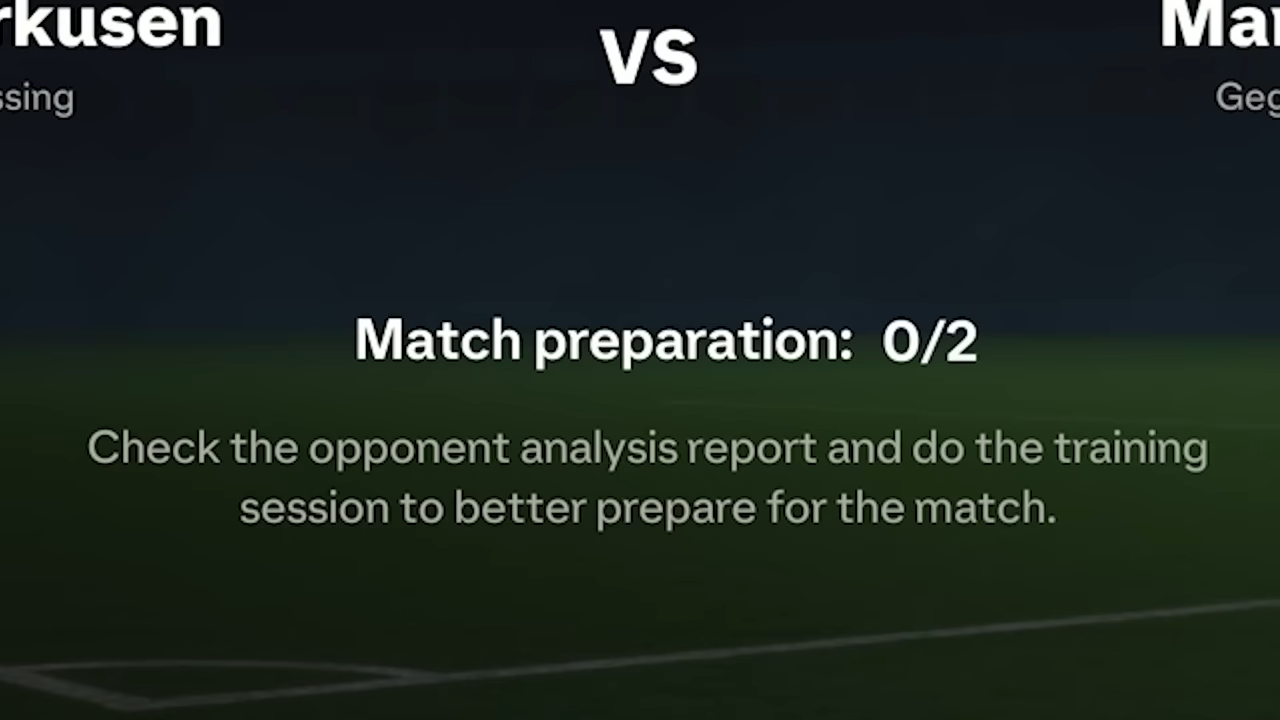 rkusen
VS
Mar
ssing
Geg
Match preparation: 0/2
Check the opponent analysis report and do the training
session to better prepare for the match.